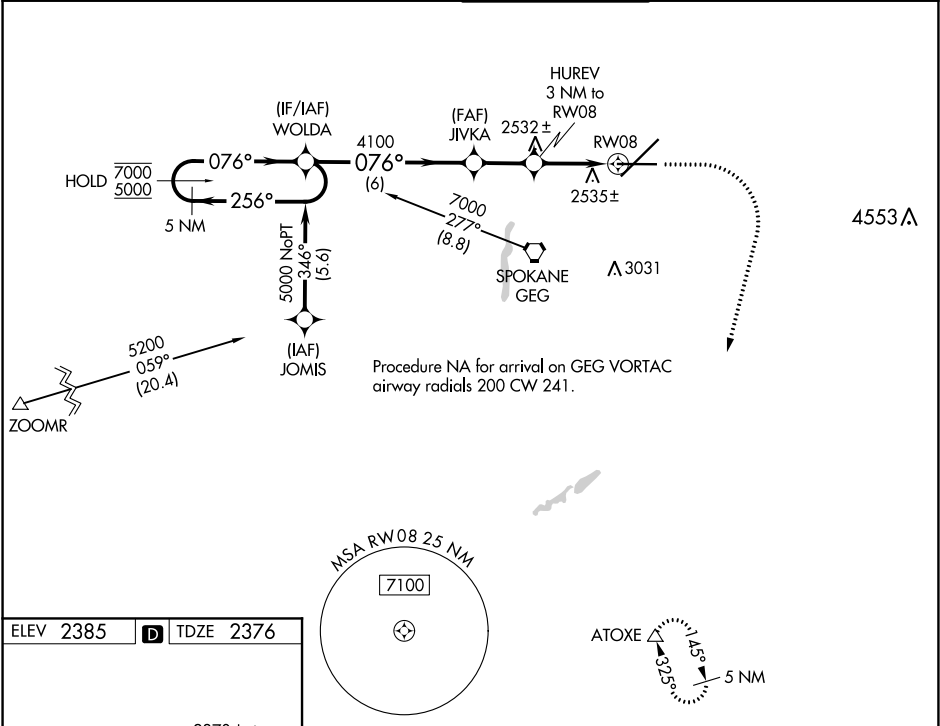 HUREV
3 NM to
RW08
(IF/IAF)
WOLDA
(FAF)
JIVKA
2532±
RW08
4100
076°
(6)
076°
HOLD
7000
5000
256°
5 NM
2535±
7000
277°
(8.8)
4553
5000 NoPT
346°
(5.6)
SPOKANE
GEG
3031
(IAF)
JOMIS
5200
059°
(20.4)
ZOOMR
Procedure NA for arrival on GEG VORTAC
airway radials 200 CW 241.
MSA RW08 25 NM
7100
ELEV 2385 D TDZE 2376
ATOXE
145°
325°
5 NM